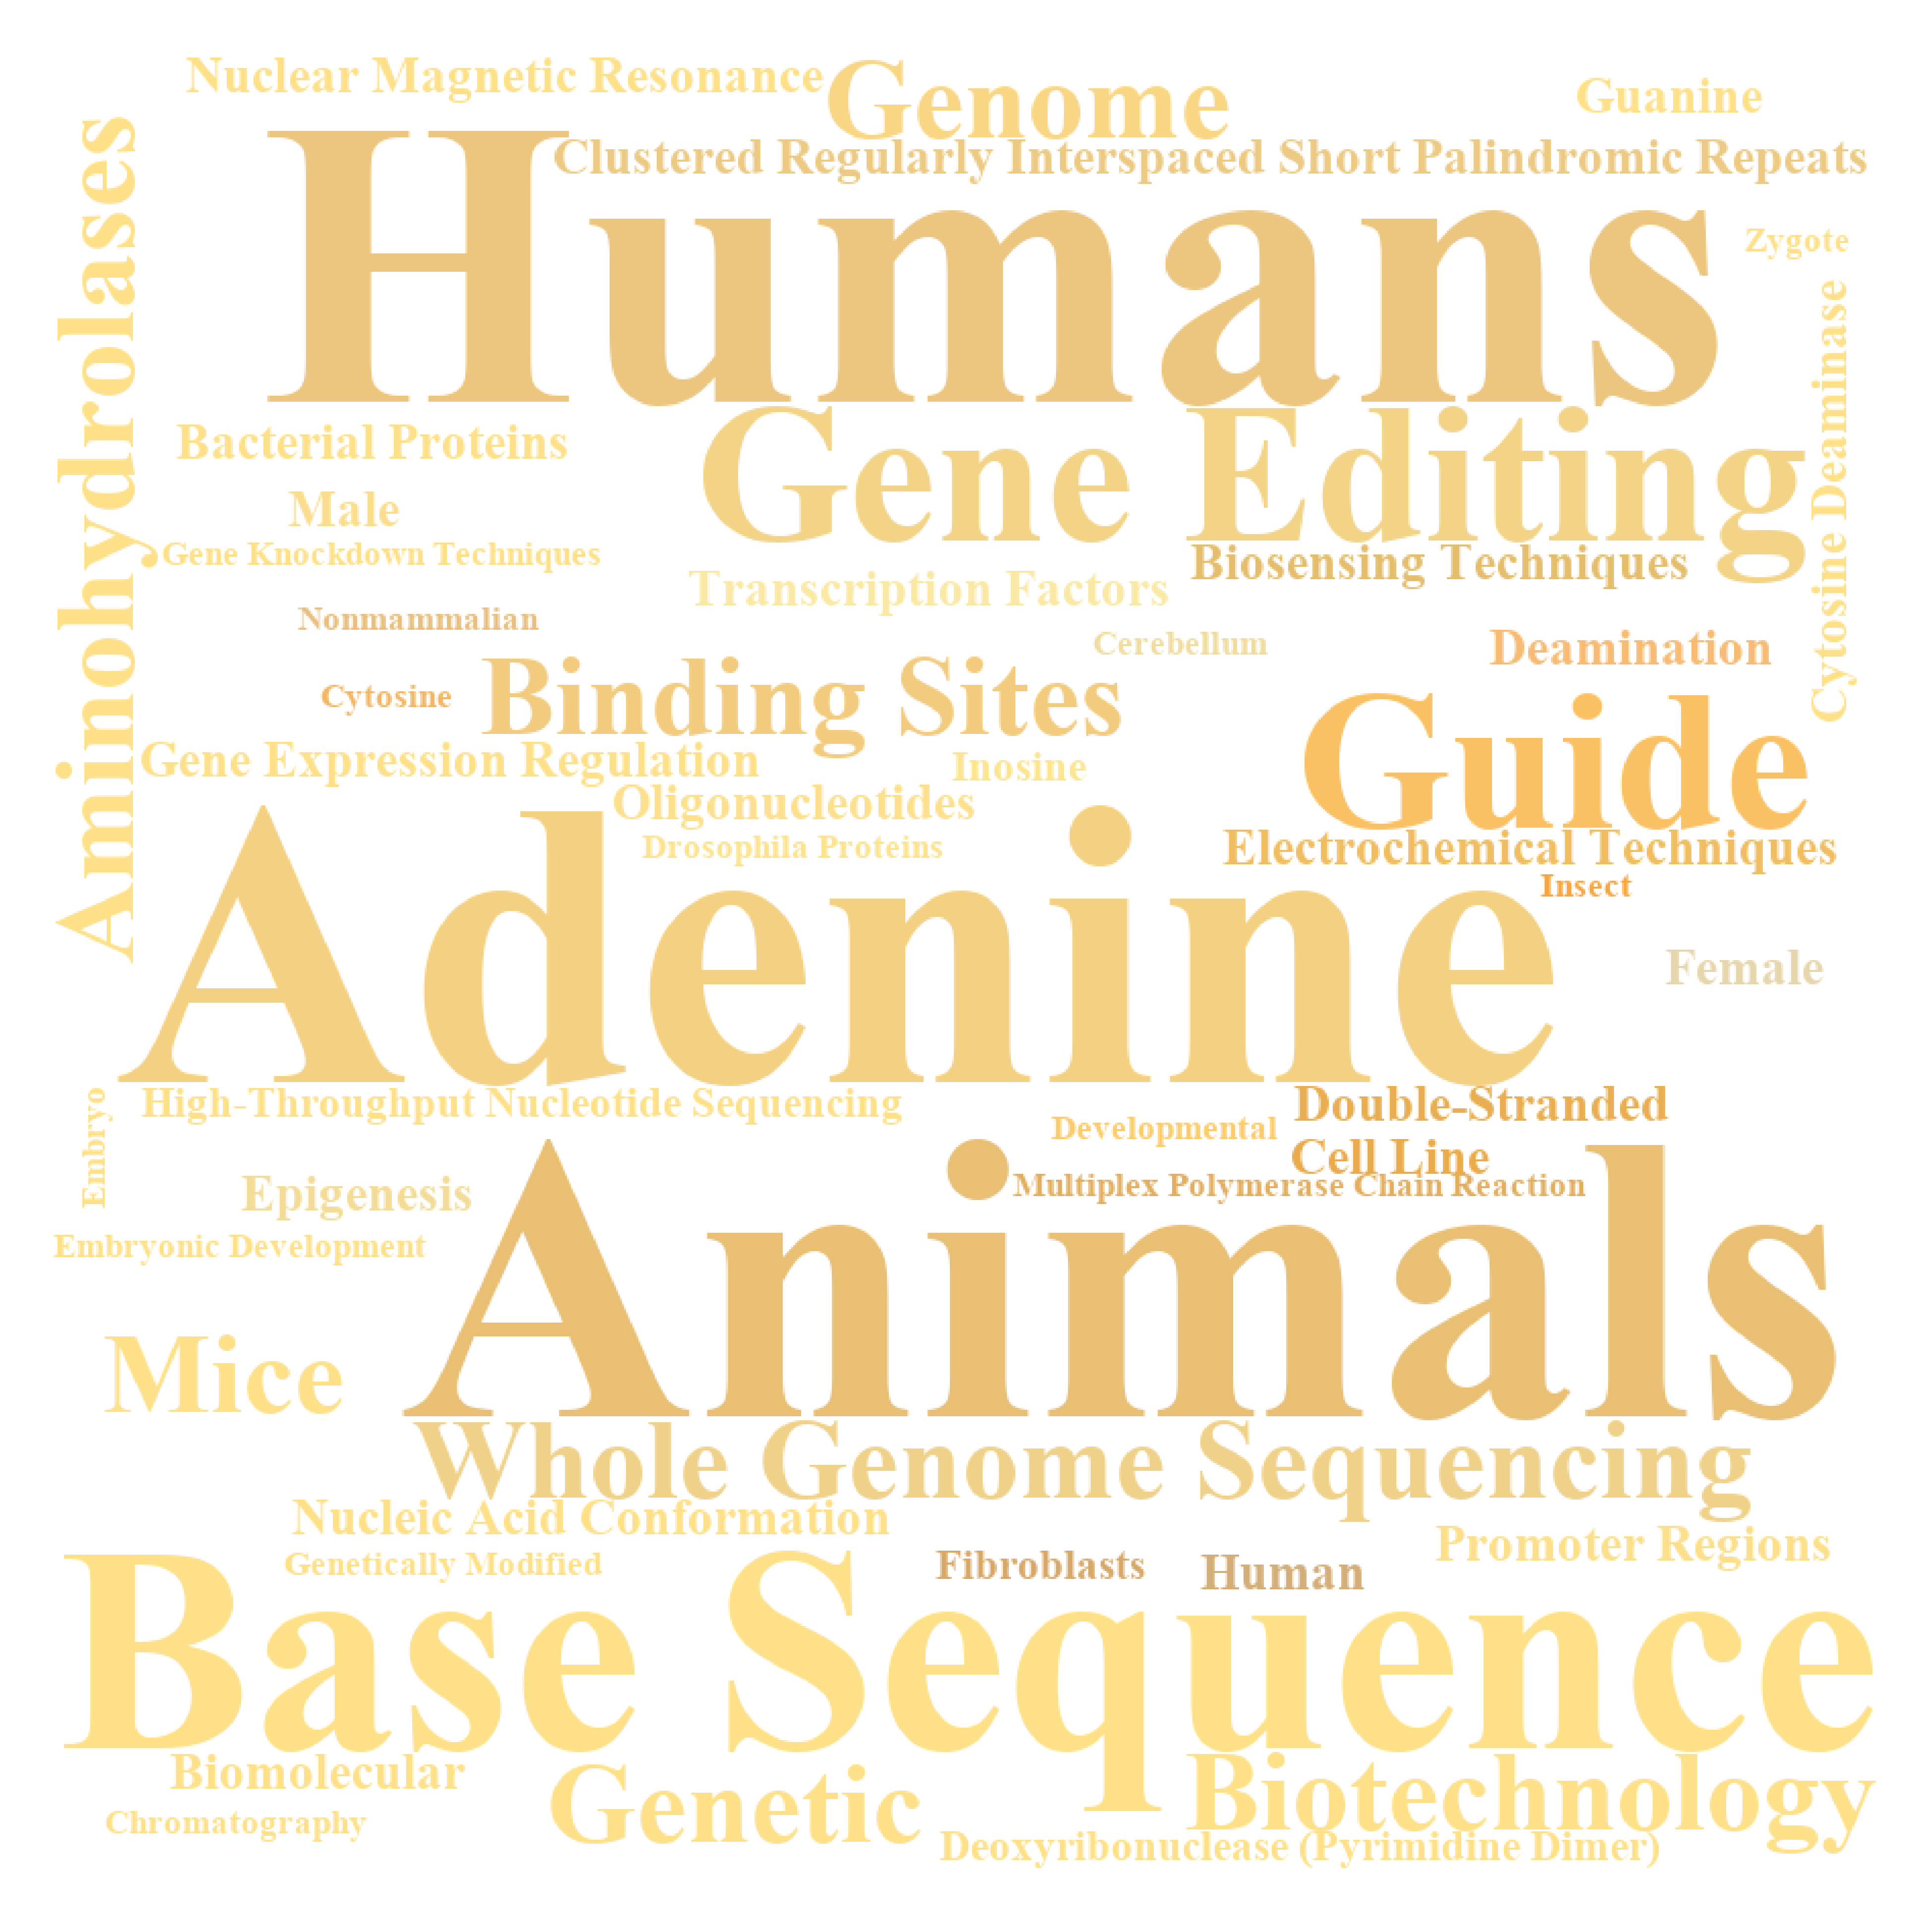 Nuclear Magnetic Resonance
Genome
Guanine
Clustered Regularly Interspaced Short Palindromic Repeats
Humans
Zygote
Aminohydrolases
Cytosine Deaminase
Bacterial Proteins
Gene Editing
Male
Gene Knockdown Techniques
Biosensing Techniques
Transcription Factors
Nonmammalian
Cerebellum
Deamination
Cytosine
Binding Sites
Guide
Gene Expression Regulation
Inosine
Oligonucleotides
Drosophila Proteins
Electrochemical Techniques
Insect
Adenine
Female
High-Throughput Nucleotide Sequencing
Double-Stranded
Developmental
Embryo
Cell Line
Multiplex Polymerase Chain Reaction
Epigenesis
Embryonic Development
Animals
Mice
Whole Genome Sequencing
Nucleic Acid Conformation
Promoter Regions
Genetically Modified
Fibroblasts
Human
Base Sequence
Biomolecular
Genetic
Biotechnology
Chromatography
Deoxyribonuclease (Pyrimidine Dimer)